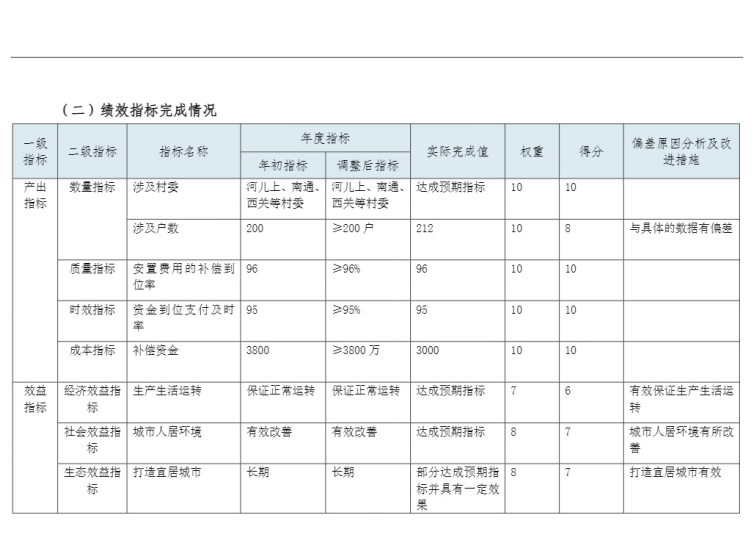 （二）绩效指标完成情况
一级指标 二级指标 指标名称 年度指标 实际完成值 权重 得分 偏差原因分析及改进措施
年初指标 调整后指标
产出指标 数量指标 涉及村委 河儿上、南通、西关等村委 河儿上、南通、西关等村委 达成预期指标 10 10
涉及户数 200 ≥200户 212 10 8 与具体的数据有偏差
质量指标 安置费用的补偿到位率 96 ≥96% 96 10 10
时效指标 资金到位支付及时率 95 ≥95% 95 10 10
成本指标 补偿资金 3800 ≥3800万 3000 10 10
效益指标 经济效益指标 生产生活运转 保证正常运转 保证正常运转 达成预期指标 7 6 有效保证生产生活运转
社会效益指标 城市人居环境 有效改善 有效改善 达成预期指标 8 7 城市人居环境有所改善
生态效益指标 打造宜居城市 长期 长期 部分达成预期指标并具有一定效果 8 7 打造宜居城市有效